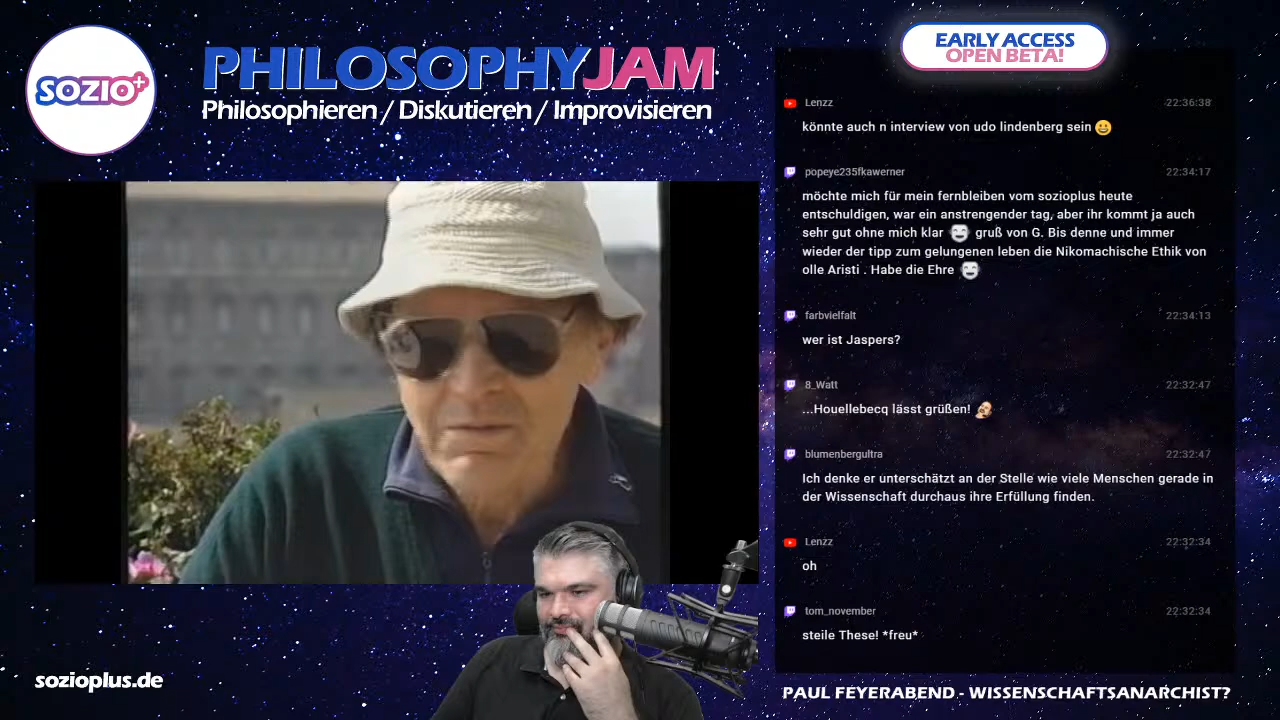 SOZIO+
PHILOSOPHYJAM
Philosophieren / Diskutieren / Improvisieren
EARLY ACCESS
OPEN BETA!
Lenzz 22:36:38
könnte auch n interview von udo lindenberg sein
popeye235fkawerner 22:34:17
möchte mich für mein fernbleiben vom sozioplus heute
entschuldigen, war ein anstrengender tag, aber ihr kommt ja auch
sehr gut ohne mich klar gruß von G. Bis denne und immer
wieder der tipp zum gelungenen leben die Nikomachische Ethik von
olle Aristi . Habe die Ehre
farbvielfalt 22:34:13
wer ist Jaspers?
8_Watt 22:32:47
...Houellebecq lässt grüßen!
blumenbergultra 22:32:47
Ich denke er unterschätzt an der Stelle wie viele Menschen gerade in
der Wissenschaft durchaus ihre Erfüllung finden.
Lenzz 22:32:34
oh
tom_november 22:32:34
steile These! *freu*
sozioplus.de
PAUL FEYERABEND - WISSENSCHAFTSANARCHIST?